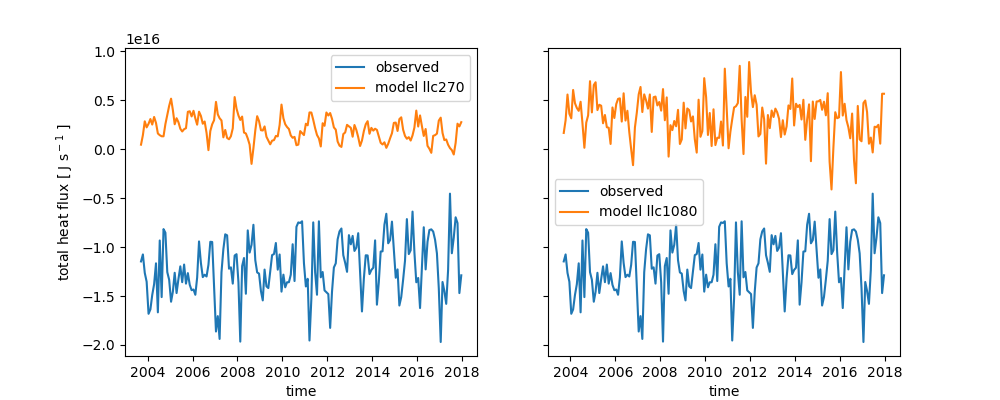 1e16
total heat flux [ J s⁻¹ ]
1.0
0.5
0.0
−0.5
−1.0
−1.5
−2.0
observed
model llc270
2004 2006 2008 2010 2012 2014 2016 2018
time
observed
model llc1080
2004 2006 2008 2010 2012 2014 2016 2018
time